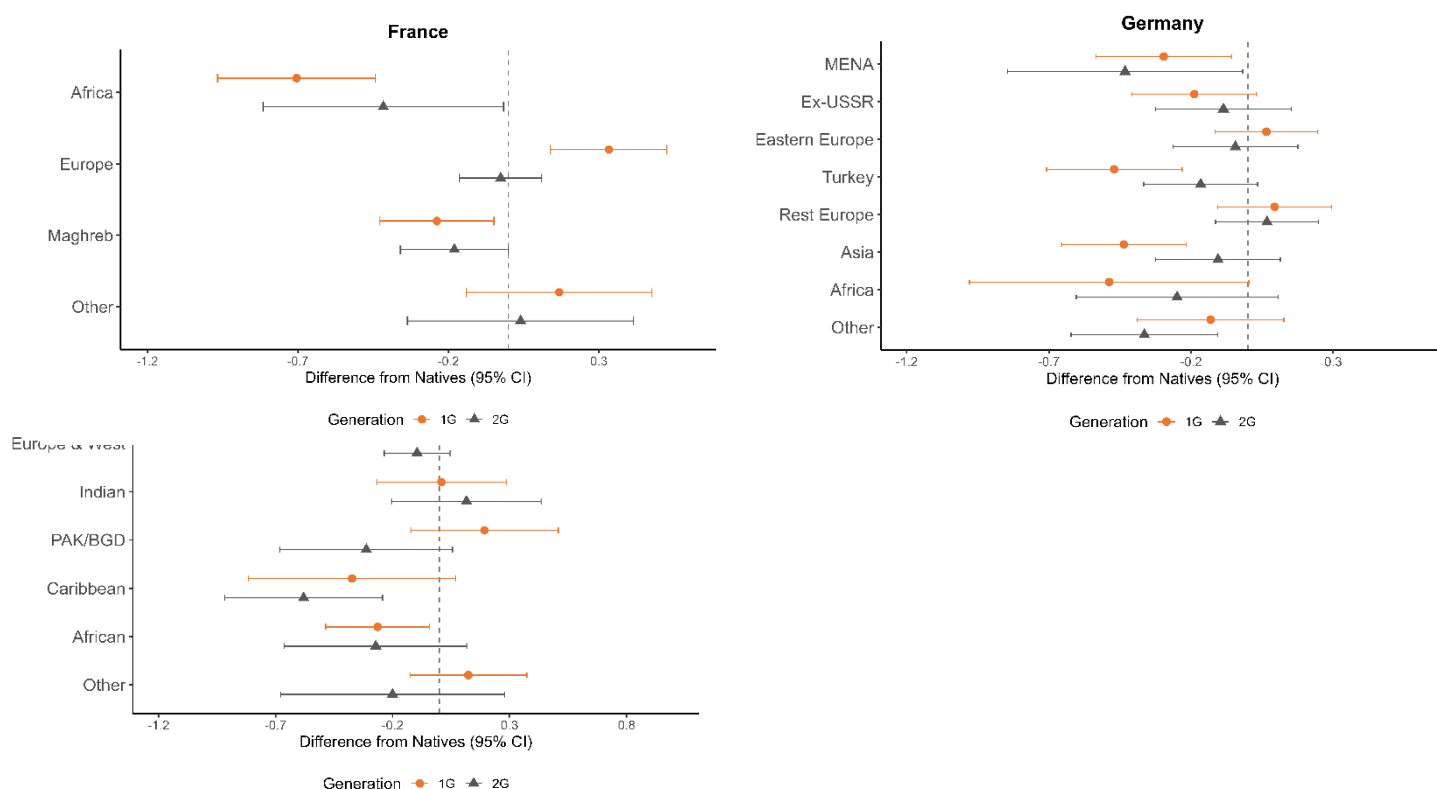 France
Africa
Europe
Maghreb
Other
-1.2 -0.7 -0.2 0.3
Difference from Natives (95% CI)
Generation 1G 2G
Germany
MENA
Ex-USSR
Eastern Europe
Turkey
Rest Europe
Asia
Africa
Other
-1.2 -0.7 -0.2 0.3
Difference from Natives (95% CI)
Generation 1G 2G
Europe & West
Indian
PAK/BGD
Caribbean
African
Other
-1.2 -0.7 -0.2 0.3 0.8
Difference from Natives (95% CI)
Generation 1G 2G